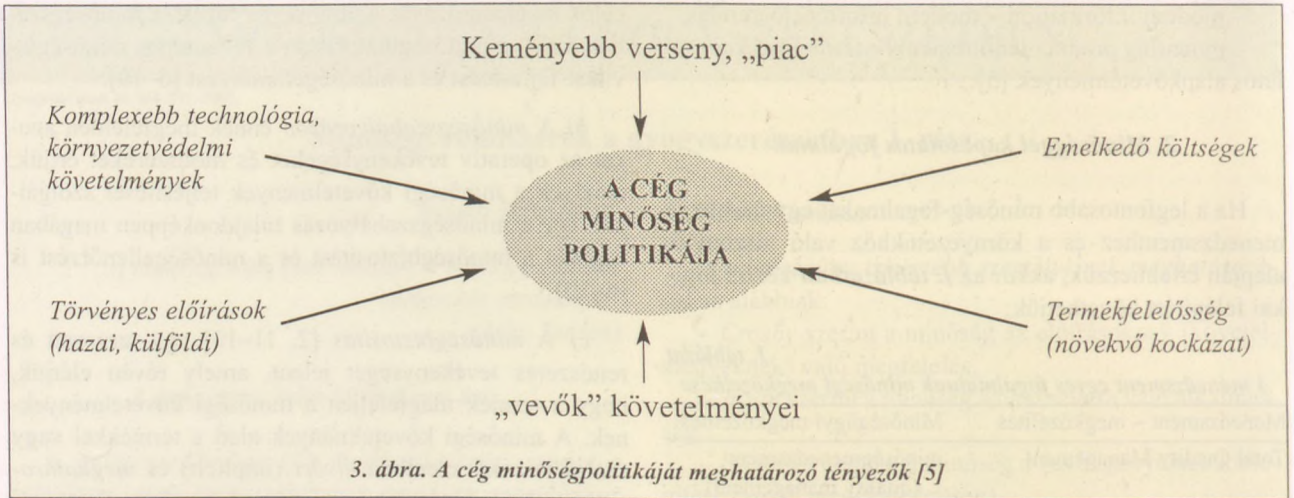 Keményebb verseny, „piac”
Komplexebb technológia,
környezetvédelmi
követelmények
Emelkedő költségek
A CÉG
MINŐSÉG
POLITIKÁJA
Törvényes előírások
(hazai, külföldi)
Termékfelelősség
(növekvő kockázat)
„vevők” követelményei
3. ábra. A cég minőségpolitikáját meghatározó tényezők [5]